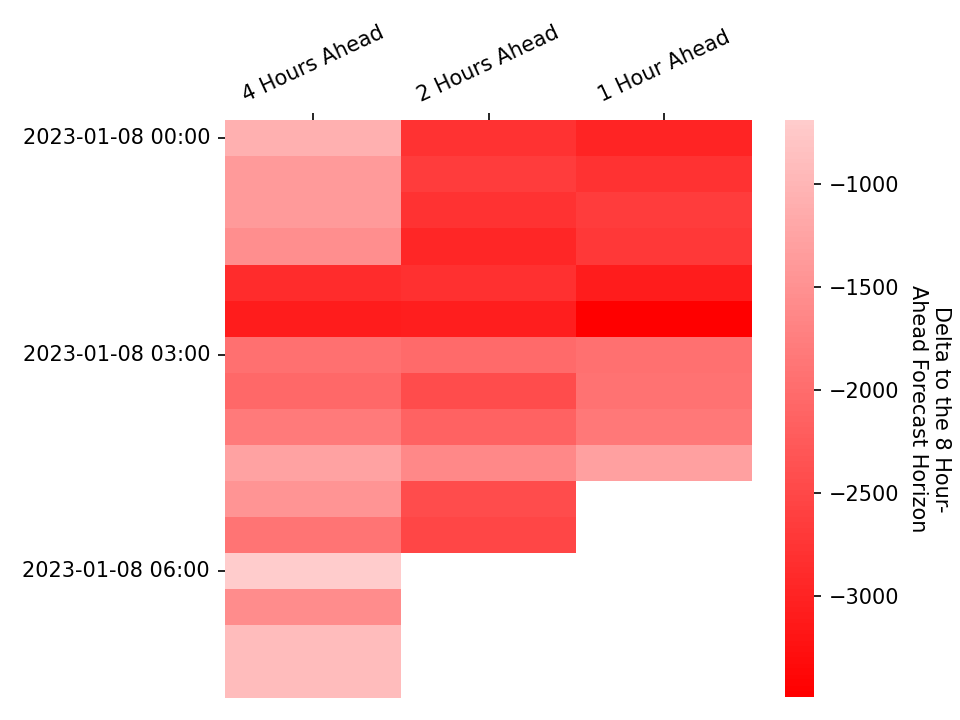 4 Hours Ahead
2 Hours Ahead
1 Hour Ahead
2023-01-08 00:00
2023-01-08 03:00
2023-01-08 06:00
−1000
−1500
−2000
−2500
−3000
Delta to the 8 Hour-
Ahead Forecast Horizon